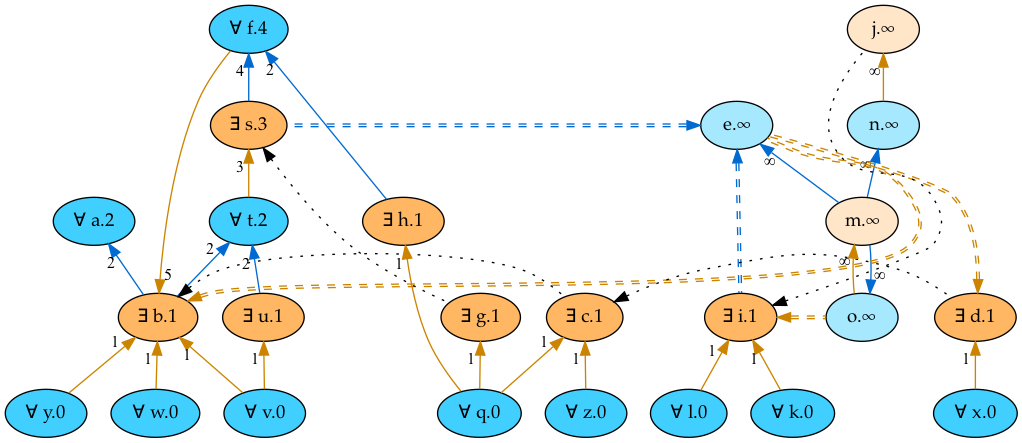 ∀ f.4
j.∞
4
2
∞
∃ s.3
e.∞
n.∞
3
∞
∞
∀ a.2
∀ t.2
∃ h.1
m.∞
2
2
2
1
∞
∞
5
∃ b.1
∃ u.1
∃ g.1
∃ c.1
∃ i.1
o.∞
∃ d.1
1
1
1
1
1
1
1
1
1
1
∀ y.0
∀ w.0
∀ v.0
∀ q.0
∀ z.0
∀ l.0
∀ k.0
∀ x.0